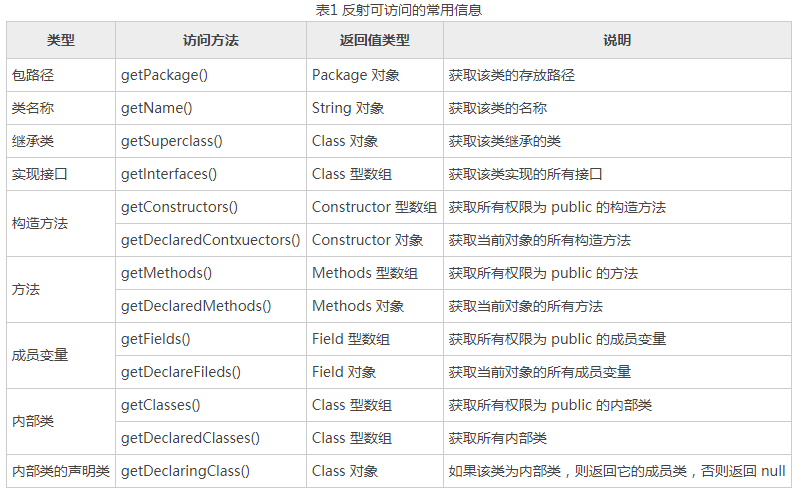 表1 反射可访问的常用信息
类型 访问方法 返回值类型 说明
包路径 getPackage() Package 对象 获取该类的存放路径
类名称 getName() String 对象 获取该类的名称
继承类 getSuperclass() Class 对象 获取该类继承的类
实现接口 getInterfaces() Class 型数组 获取该类实现的所有接口
构造方法 getConstructors() Constructor 型数组 获取所有权限为 public 的构造方法
getDeclaredContxuectors() Constructor 对象 获取当前对象的所有构造方法
方法 getMethods() Methods 型数组 获取所有权限为 public 的方法
getDeclaredMethods() Methods 对象 获取当前对象的所有方法
成员变量 getFields() Field 型数组 获取所有权限为 public 的成员变量
getDeclareFileds() Field 对象 获取当前对象的所有成员变量
内部类 getClasses() Class 型数组 获取所有权限为 public 的内部类
getDeclaredClasses() Class 型数组 获取所有内部类
内部类的声明类 getDeclaringClass() Class 对象 如果该类为内部类，则返回它的成员类，否则返回 null